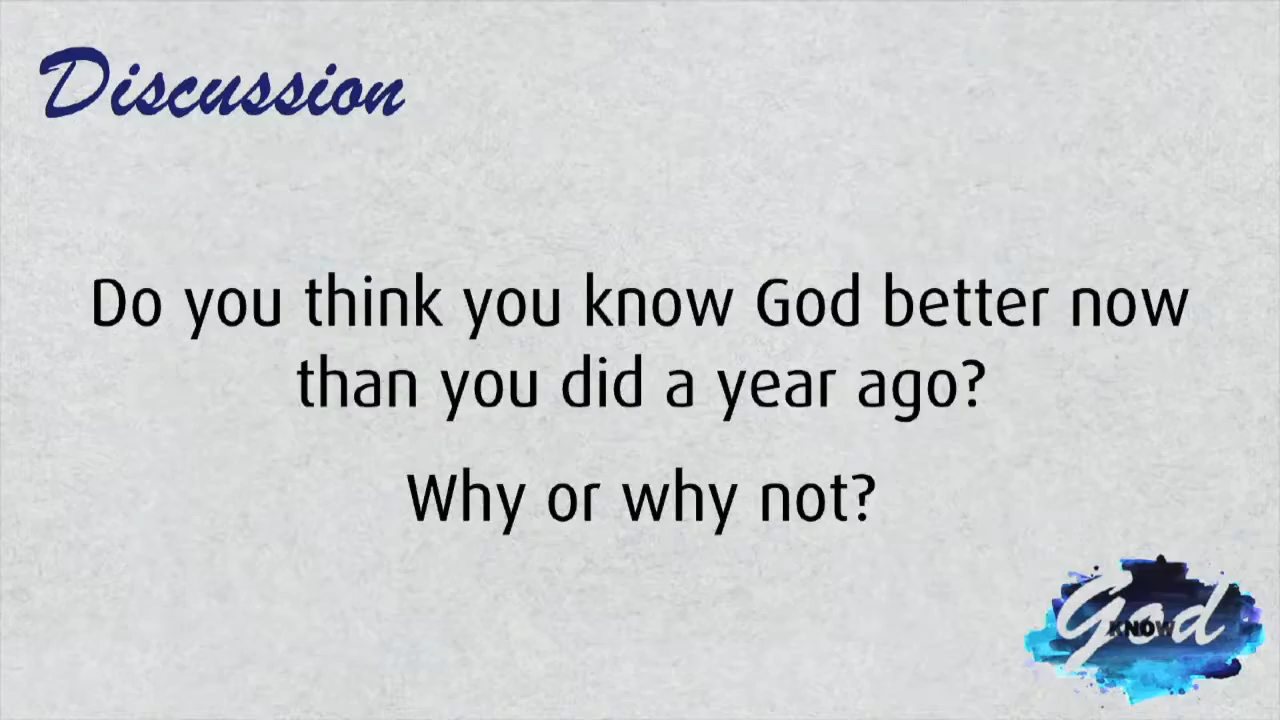 Discussion
Do you think you know God better now
than you did a year ago?
Why or why not?
God
KNOW